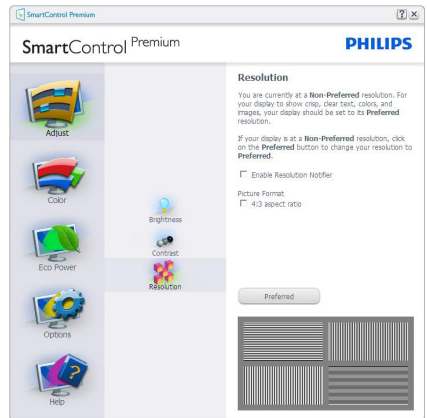 SmartControl Premium
SmartControl Premium
PHILIPS
Adjust
Color
Eco Power
Options
Help
Brightness
Contrast
Resolution
Resolution
You are currently at a Non-Preferred resolution. For
your display to show crisp, clear text, colors, and
images, your display should be set to its Preferred
resolution.
If your display is at a Non-Preferred resolution, click
on the Preferred button to change your resolution to
Preferred.
Enable Resolution Notifier
Picture Format
4:3 aspect ratio
Preferred